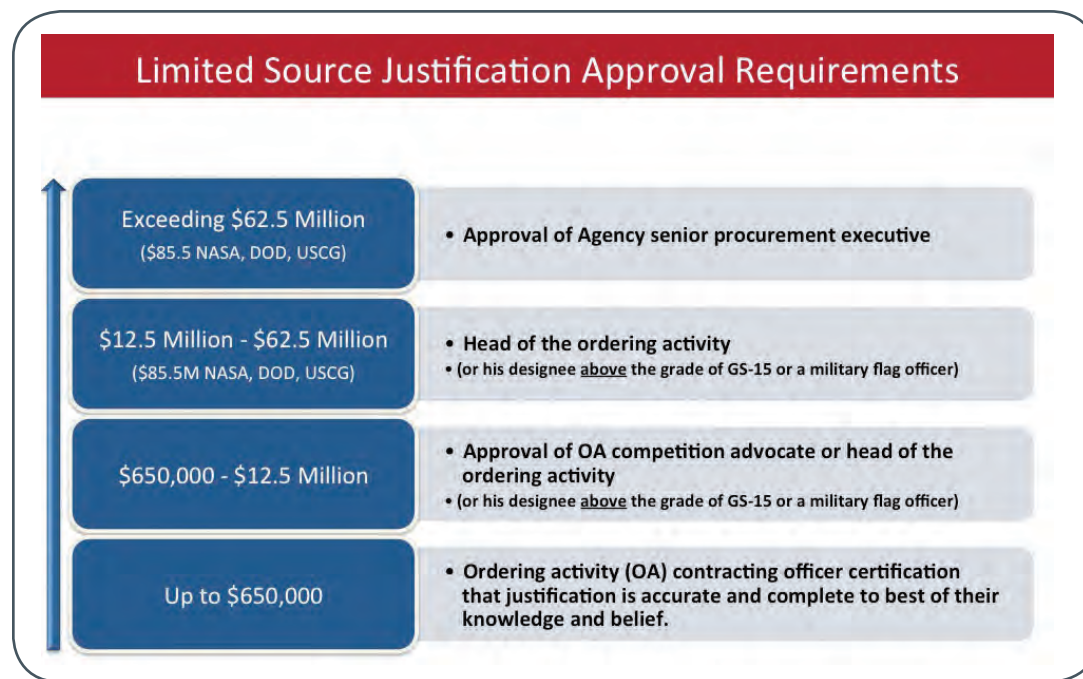 Limited Source Justification Approval Requirements
Exceeding $62.5 Million
($85.5 NASA, DOD, USCG)
• Approval of Agency senior procurement executive
$12.5 Million - $62.5 Million
($85.5M NASA, DOD, USCG)
• Head of the ordering activity
• (or his designee above the grade of GS-15 or a military flag officer)
$650,000 - $12.5 Million
• Approval of OA competition advocate or head of the
ordering activity
• (or his designee above the grade of GS-15 or a military flag officer)
Up to $650,000
• Ordering activity (OA) contracting officer certification
that justification is accurate and complete to best of their
knowledge and belief.